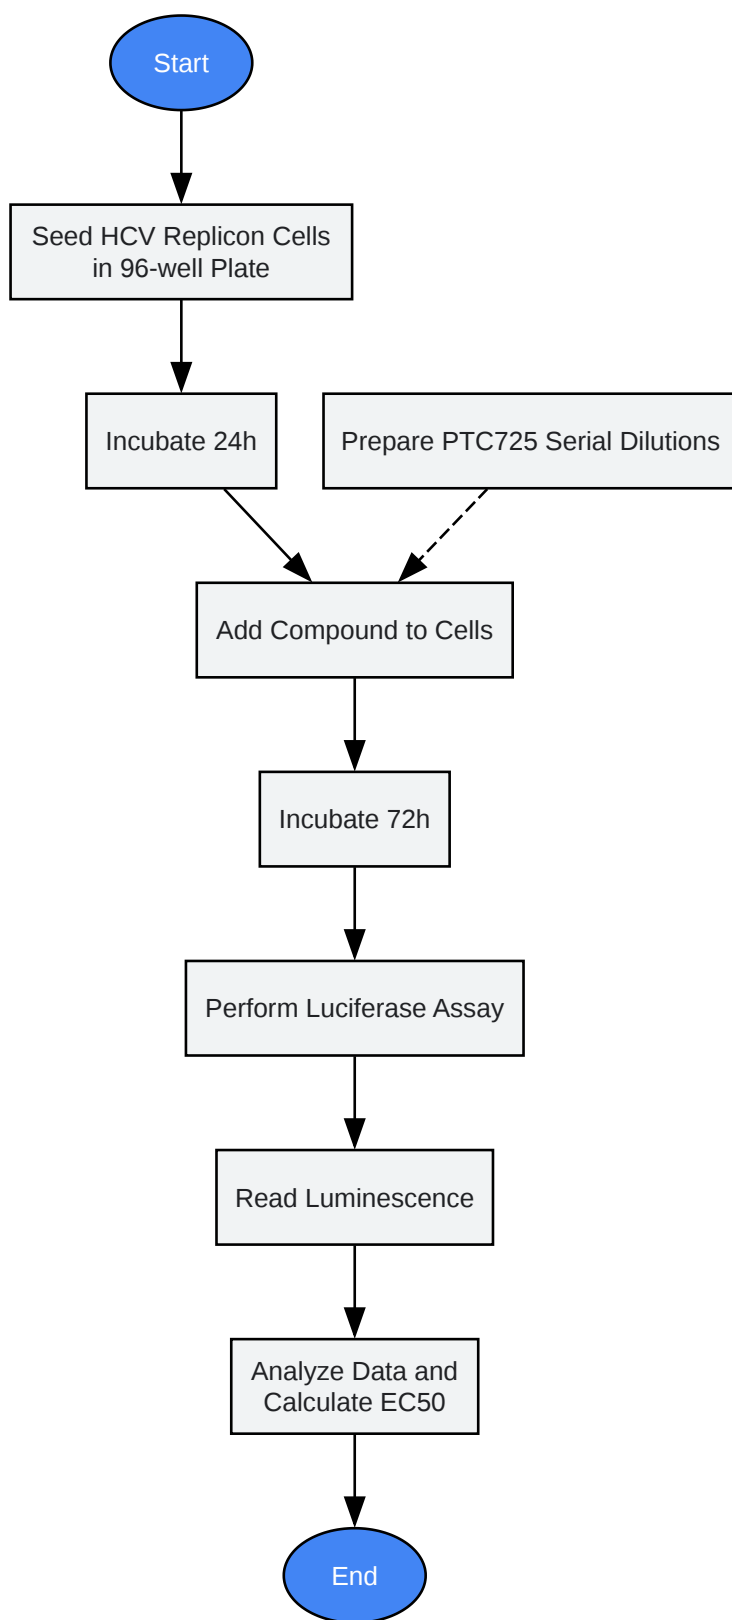 Start
Seed HCV Replicon Cells
in 96-well Plate
Incubate 24h
Prepare PTC725 Serial Dilutions
Add Compound to Cells
Incubate 72h
Perform Luciferase Assay
Read Luminescence
Analyze Data and
Calculate EC50
End